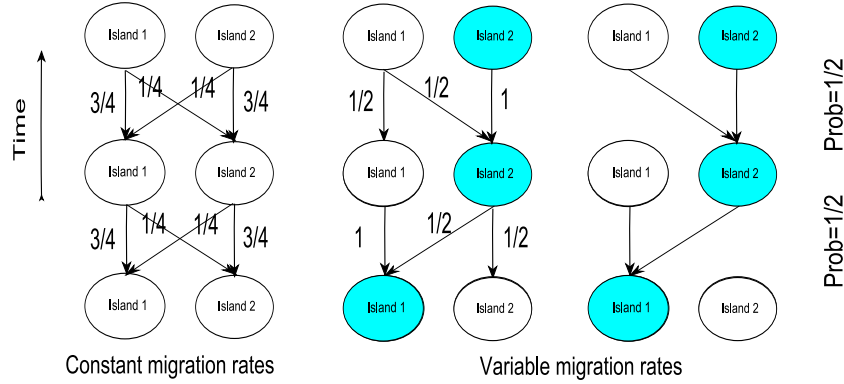 Island 1 Island 2 Island 1 Island 2 Island 1 Island 2
3/4 1/4 1/4 3/4 1/2 1/2 1
Prob=1/2
Time
Island 1 Island 2 Island 1 Island 2 Island 1 Island 2
3/4 1/4 1/4 3/4 1 1/2 1/2
Prob=1/2
Island 1 Island 2 Island 1 Island 2 Island 1 Island 2
Constant migration rates Variable migration rates